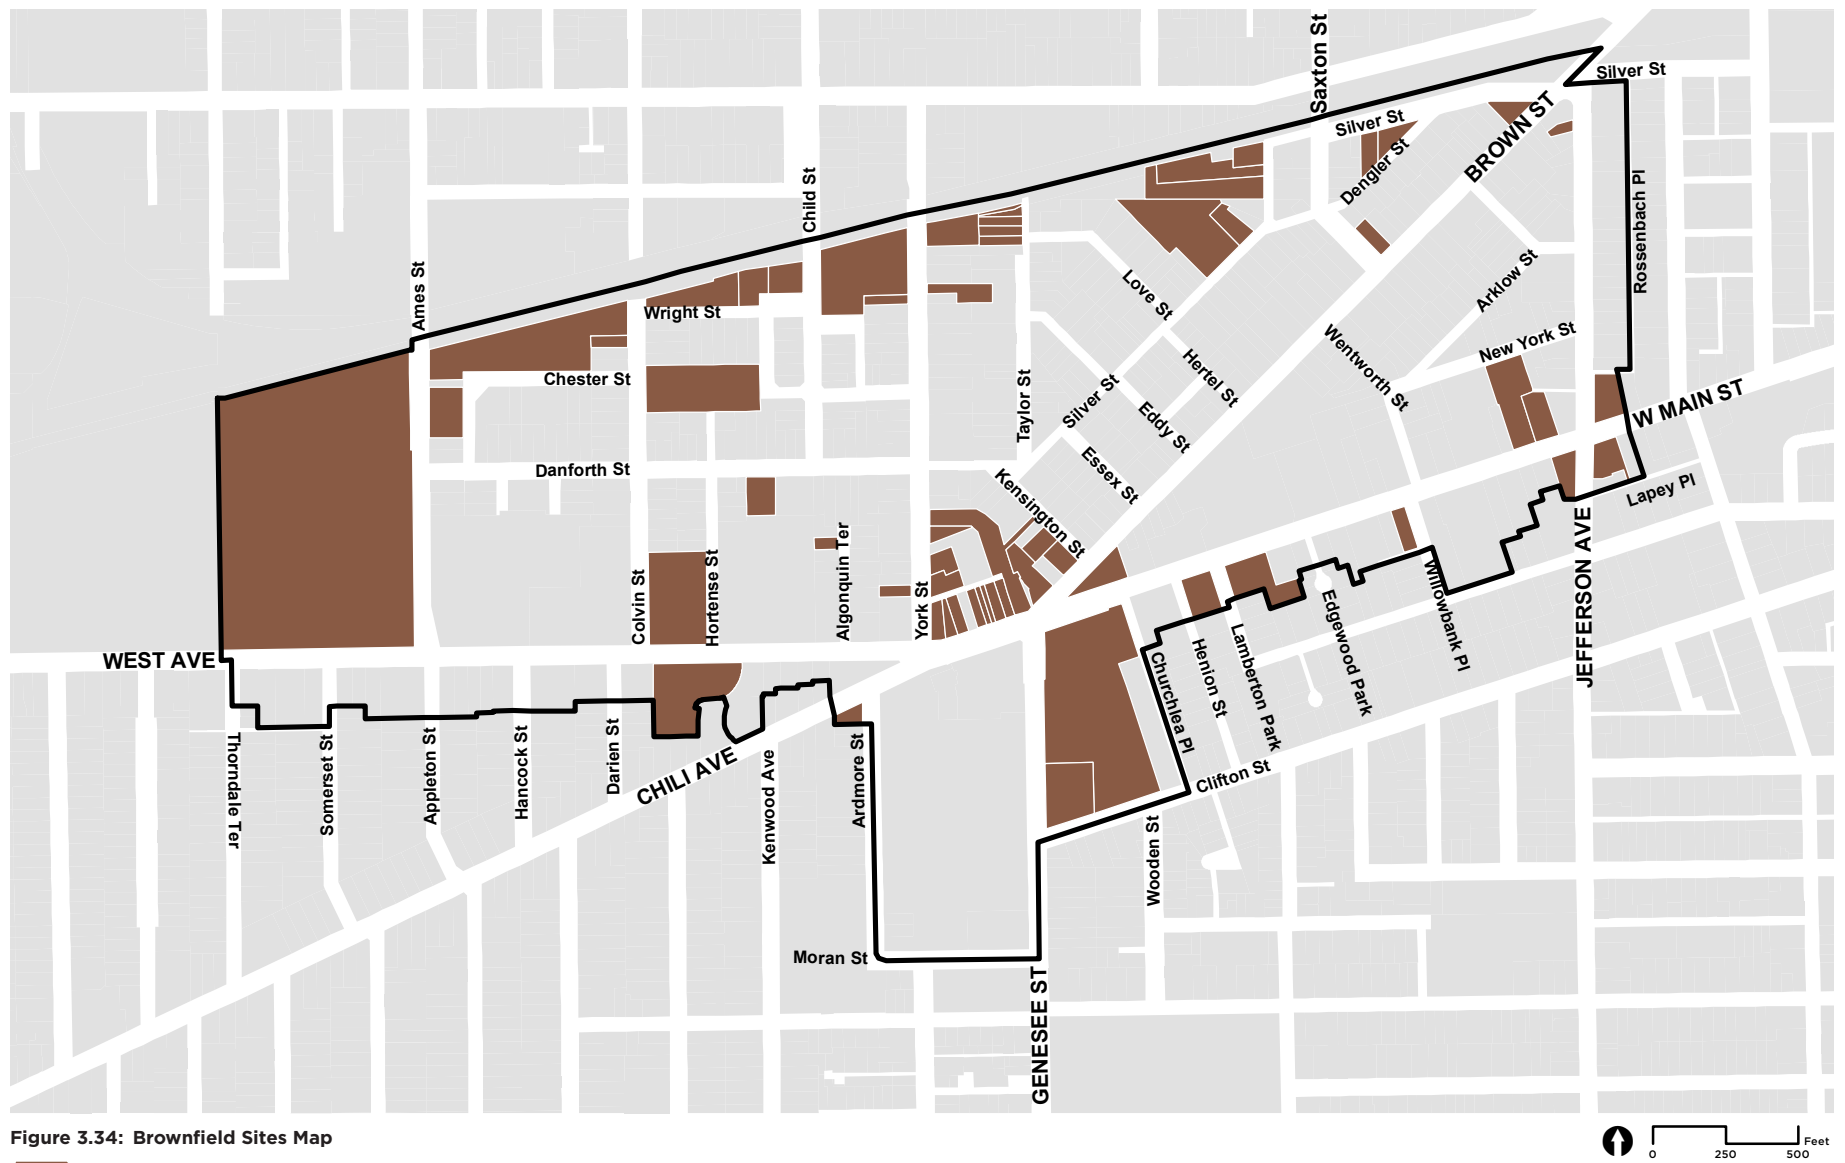 Saxton St
Silver St
Silver St
BROWN ST
Dengler St
Child St
Rossenbach Pl
Ames St
Arklow St
Love St
Wright St
Wentworth St
New York St
Hertel St
Chester St
Taylor St
Silver St
Eddy St
W MAIN ST
Danforth St
Essex St
Kensington St
Lapey Pl
Colvin St
Hortense St
Algonquin Ter
York St
JEFFERSON AVE
Willowbank Pl
Edgewood Park
WEST AVE
Churchlea Pl
Henion St
Lamberton Park
Thorndale Ter
Somerset St
Appleton St
Hancock St
Darien St
CHILI AVE
Kenwood Ave
Ardmore St
Clifton St
Wooden St
Moran St
GENESEE ST
Figure 3.34: Brownfield Sites Map
Feet
0 250 500